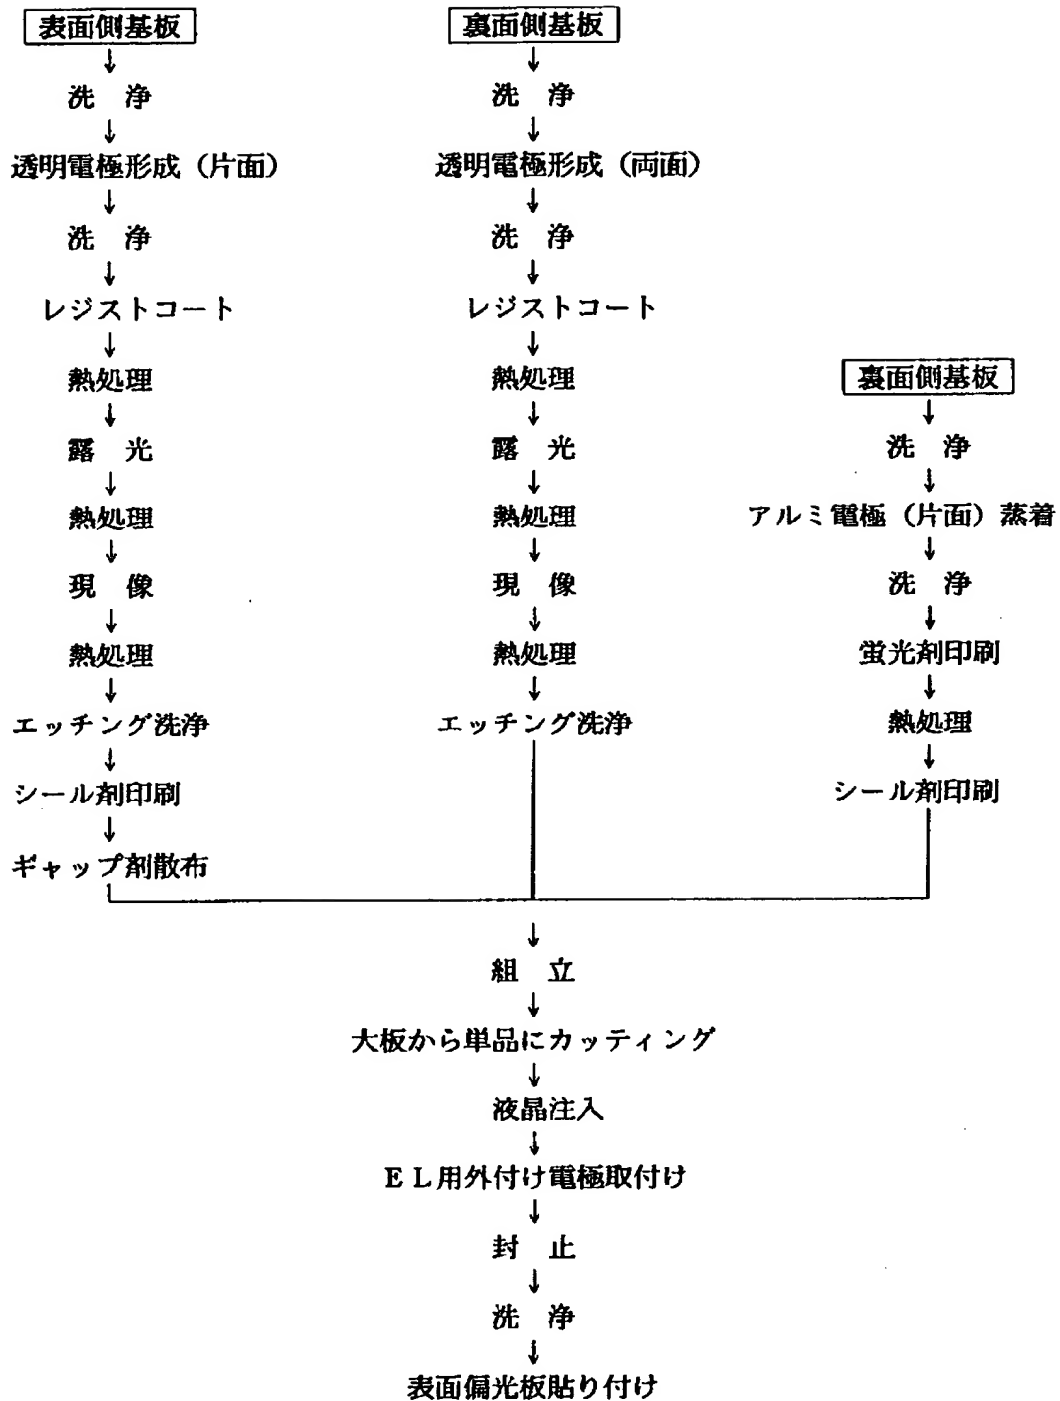 表面側基板
↓
洗　浄
↓
透明電極形成（片面）
↓
洗　浄
↓
レジストコート
↓
熱処理
↓
露　光
↓
熱処理
↓
現　像
↓
熱処理
↓
エッチング洗浄
↓
シール剤印刷
↓
ギャップ剤散布
裏面側基板
↓
洗　浄
↓
透明電極形成（両面）
↓
洗　浄
↓
レジストコート
↓
熱処理
↓
露　光
↓
熱処理
↓
現　像
↓
熱処理
↓
エッチング洗浄
裏面側基板
↓
洗　浄
↓
アルミ電極（片面）蒸着
↓
洗　浄
↓
蛍光剤印刷
↓
熱処理
↓
シール剤印刷
↓
組　立
↓
大板から単品にカッティング
↓
液晶注入
↓
ＥＬ用外付け電極取付け
↓
封　止
↓
洗　浄
↓
表面偏光板貼り付け